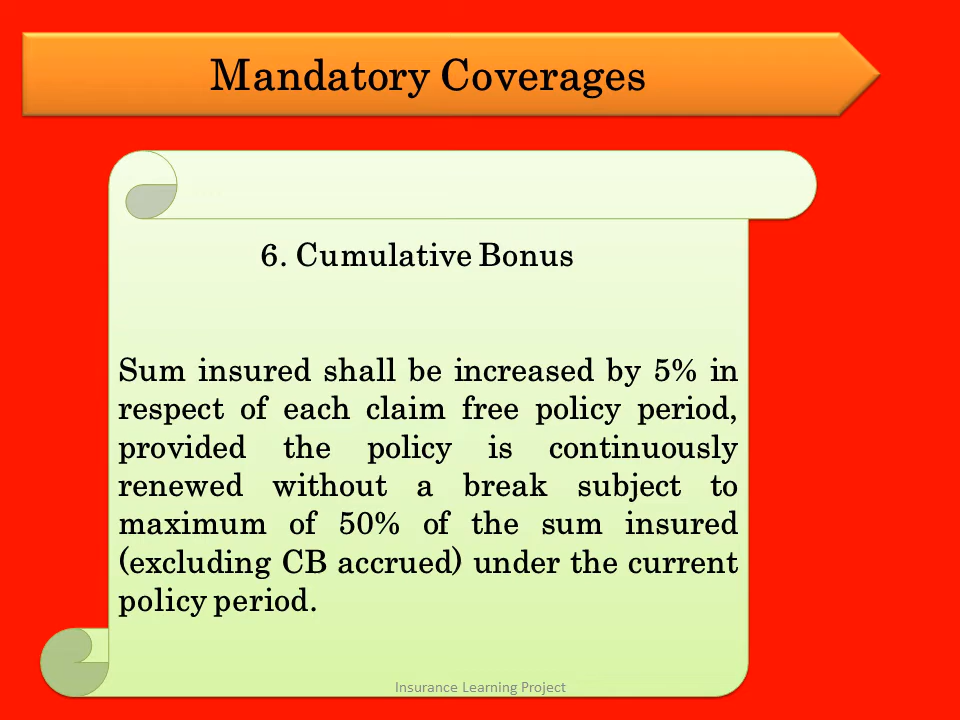 Mandatory Coverages
6. Cumulative Bonus
Sum insured shall be increased by 5% in
respect of each claim free policy period,
provided the policy is continuously
renewed without a break subject to
maximum of 50% of the sum insured
(excluding CB accrued) under the current
policy period.
Insurance Learning Project